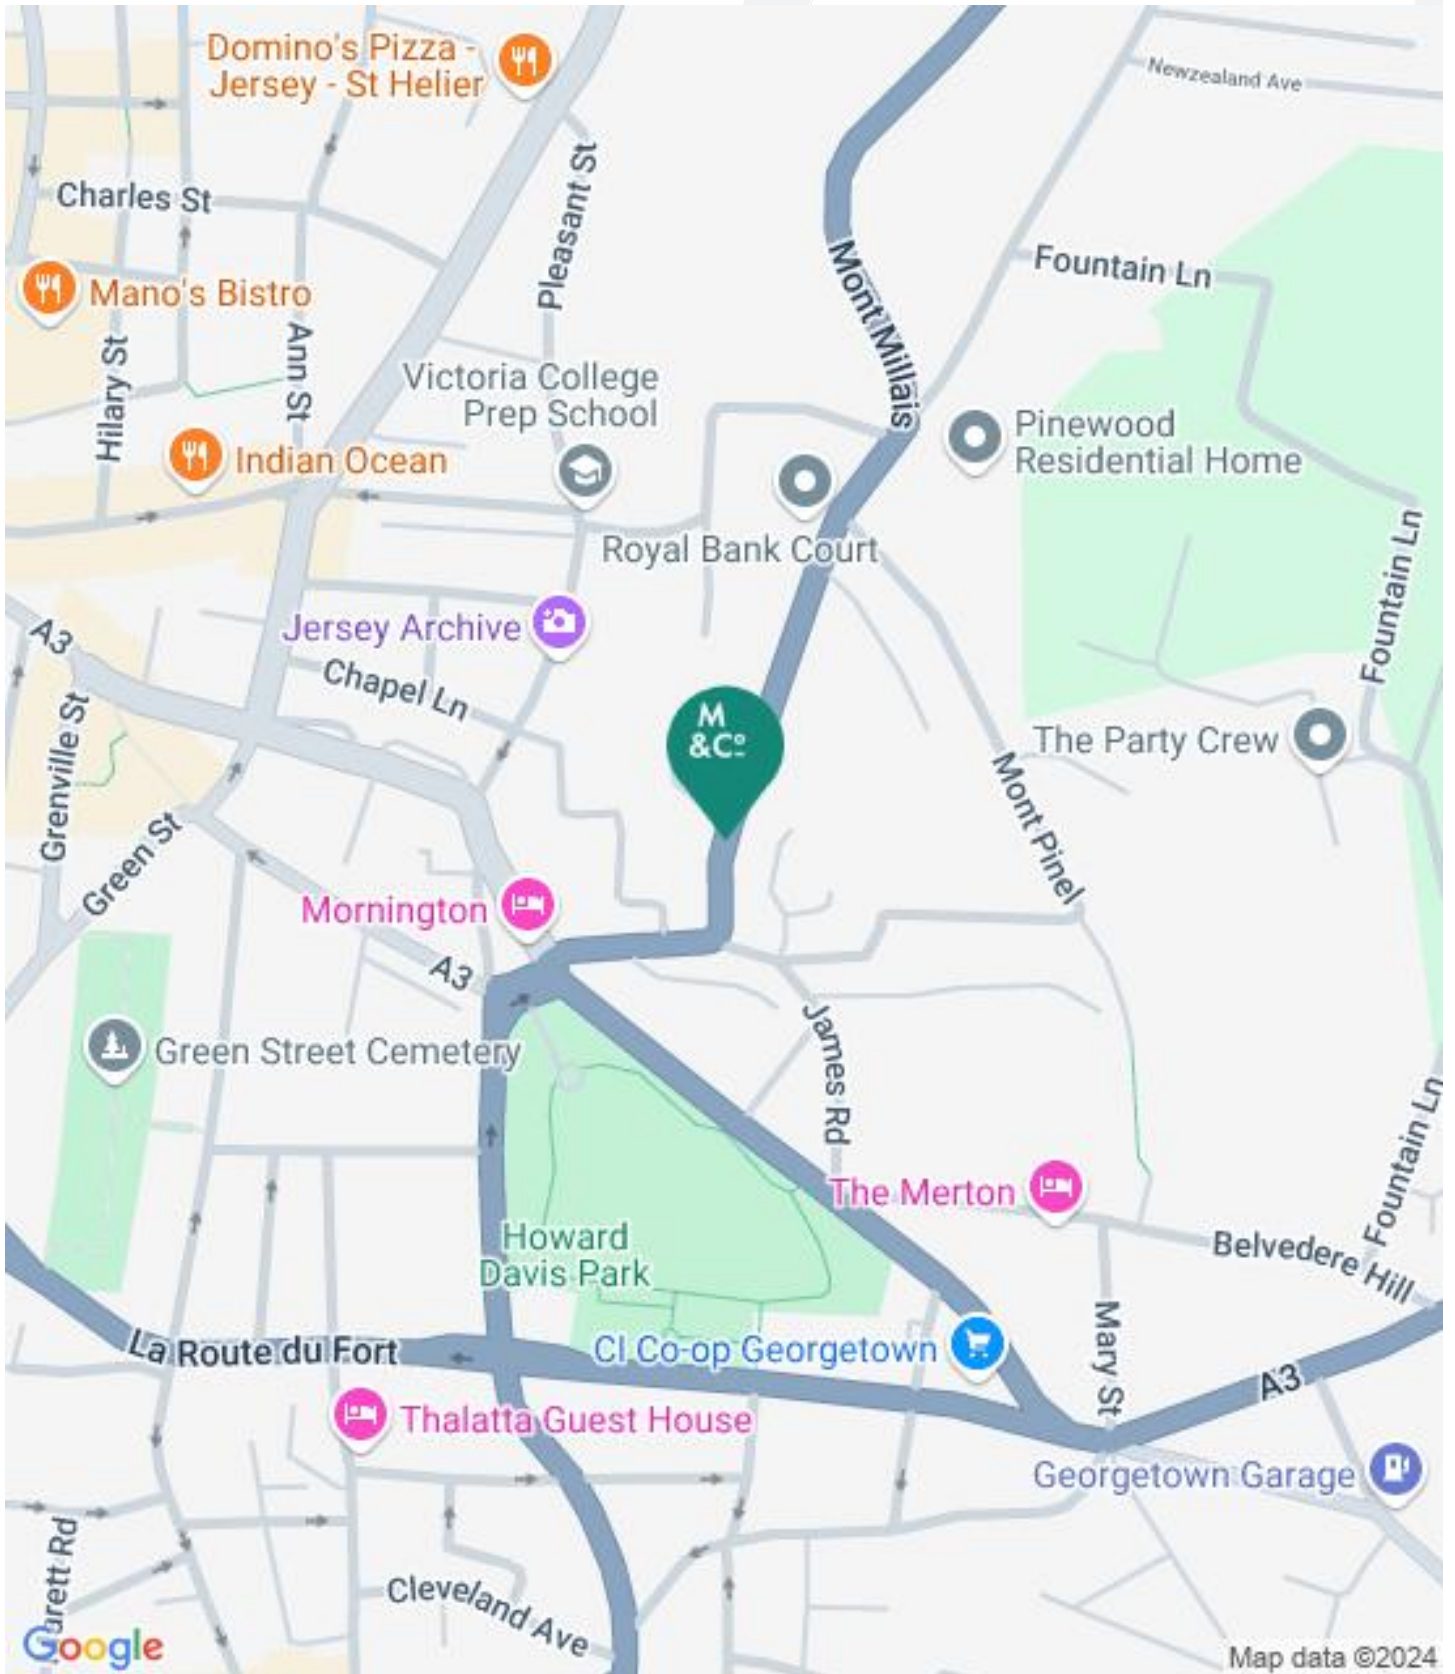 Domino's Pizza -
Jersey - St Helier
Newzealand Ave
Charles St
Pleasant St
Mont Millais
Fountain Ln
Mano's Bistro
Hilary St
Ann St
Victoria College
Prep School
Pinewood
Residential Home
Indian Ocean
Royal Bank Court
Fountain Ln
Jersey Archive
A3
Chapel Ln
M
&Cº
The Party Crew
Grenville St
Green St
Mont Pinel
Mornington
A3
James Rd
Green Street Cemetery
Fountain Ln
The Merton
Howard
Davis Park
Belvedere Hill
La Route du Fort
CI Co-op Georgetown
Mary St
A3
Thalatta Guest House
Georgetown Garage
Cleveland Ave
Google
Map data ©2024